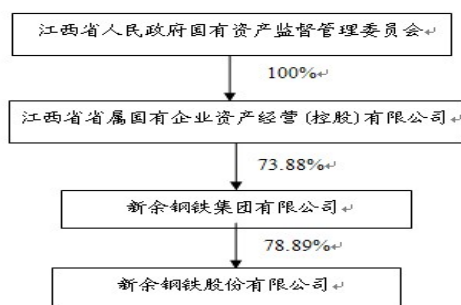 江西省人民政府国有资产监督管理委员会
100%
江西省省属国有企业资产经营(控股)有限公司
73.88%
新余钢铁集团有限公司
78.89%
新余钢铁股份有限公司